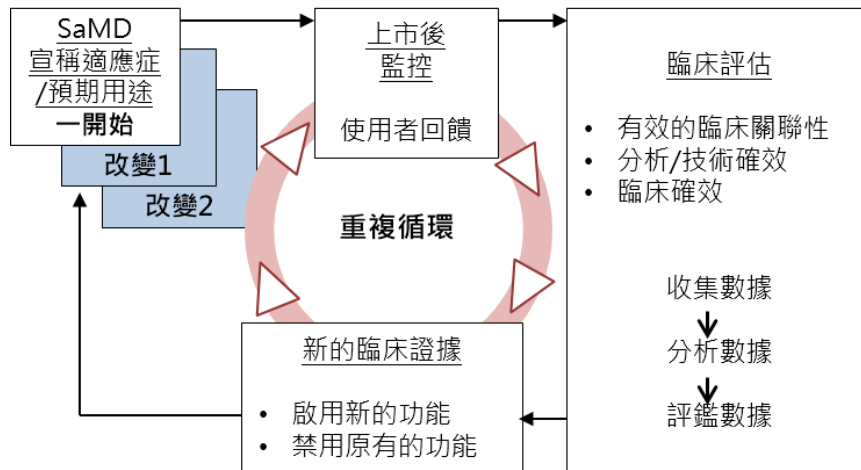 SaMD
宣稱適應症
/預期用途
一開始
改變1
改變2
上市後
監控
使用者回饋
重複循環
臨床評估
• 有效的臨床關聯性
• 分析/技術確效
• 臨床確效
收集數據
分析數據
評鑑數據
新的臨床證據
• 啟用新的功能
• 禁用原有的功能